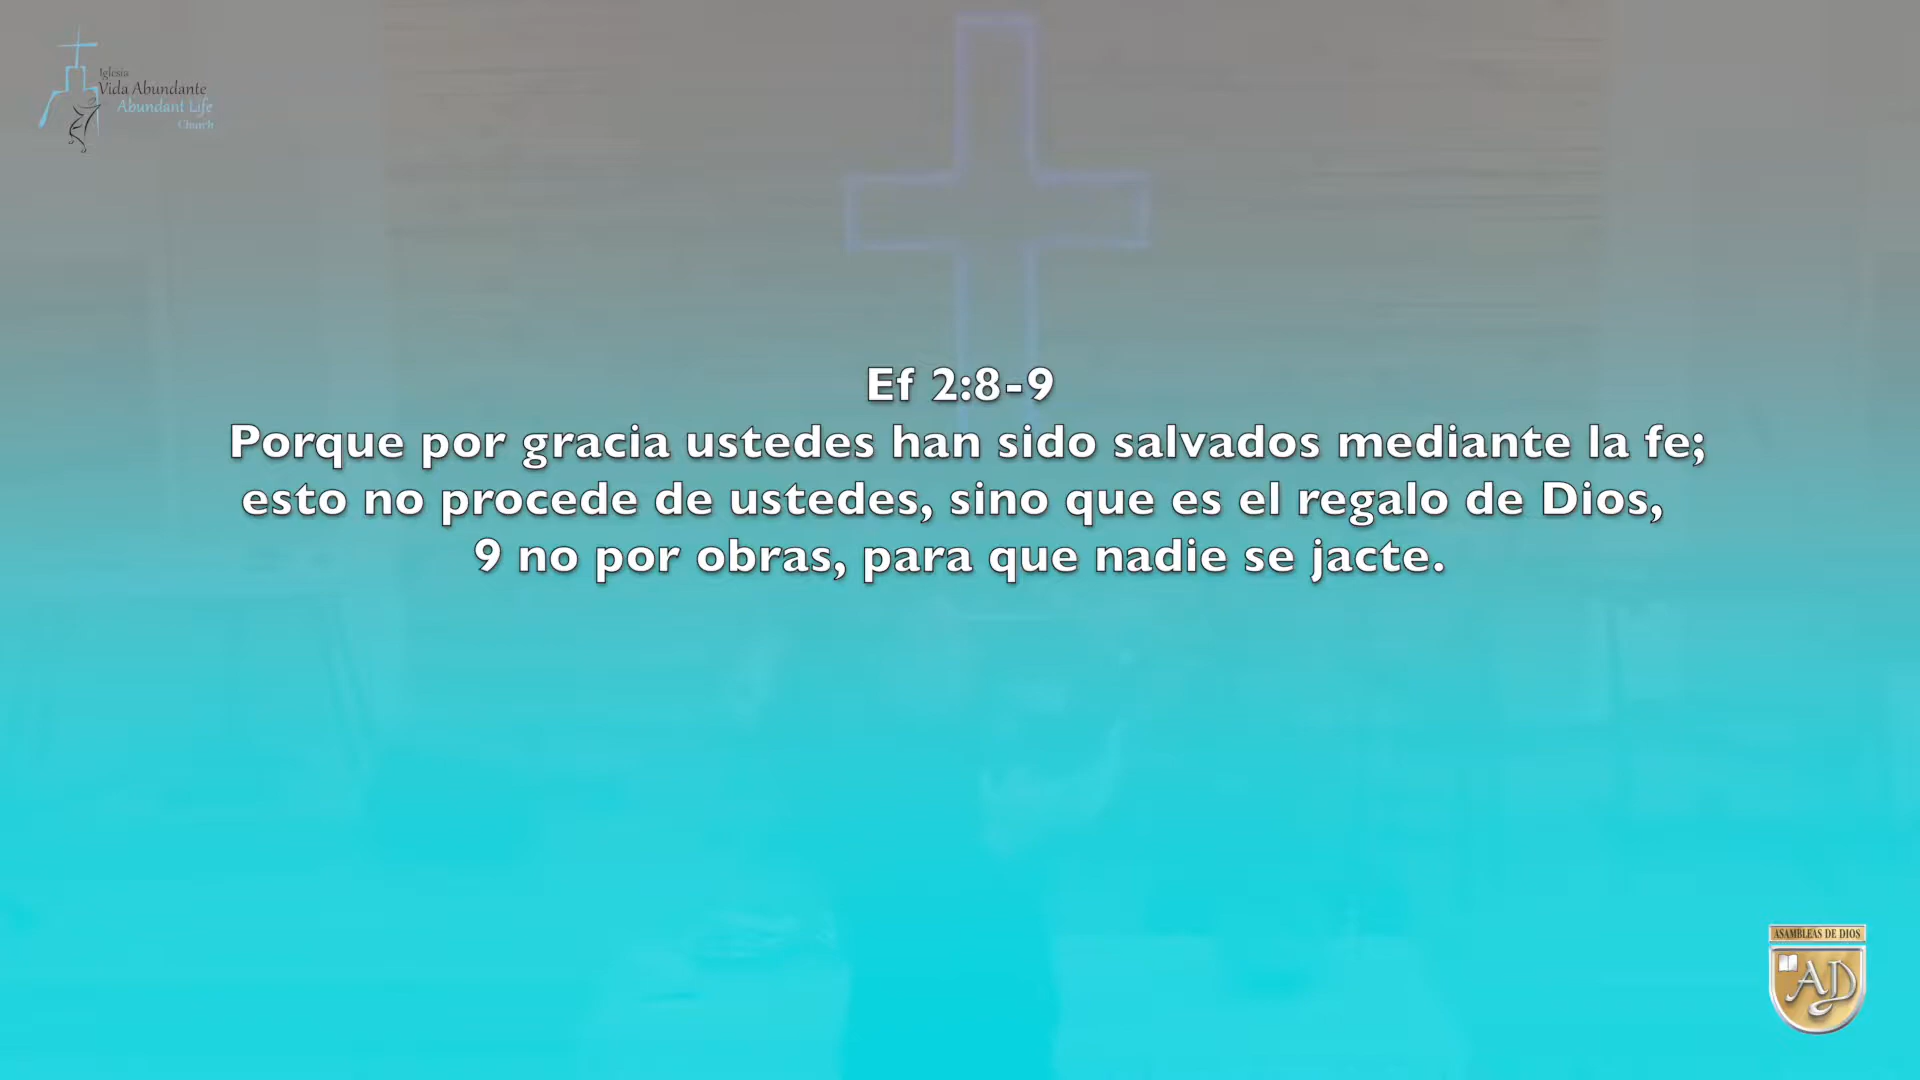 Iglesia
Vida Abundante
Abundant Life
Church
Ef 2:8-9
Porque por gracia ustedes han sido salvados mediante la fe;
esto no procede de ustedes, sino que es el regalo de Dios,
9 no por obras, para que nadie se jacte.
ASAMBLEAS DE DIOS
AD